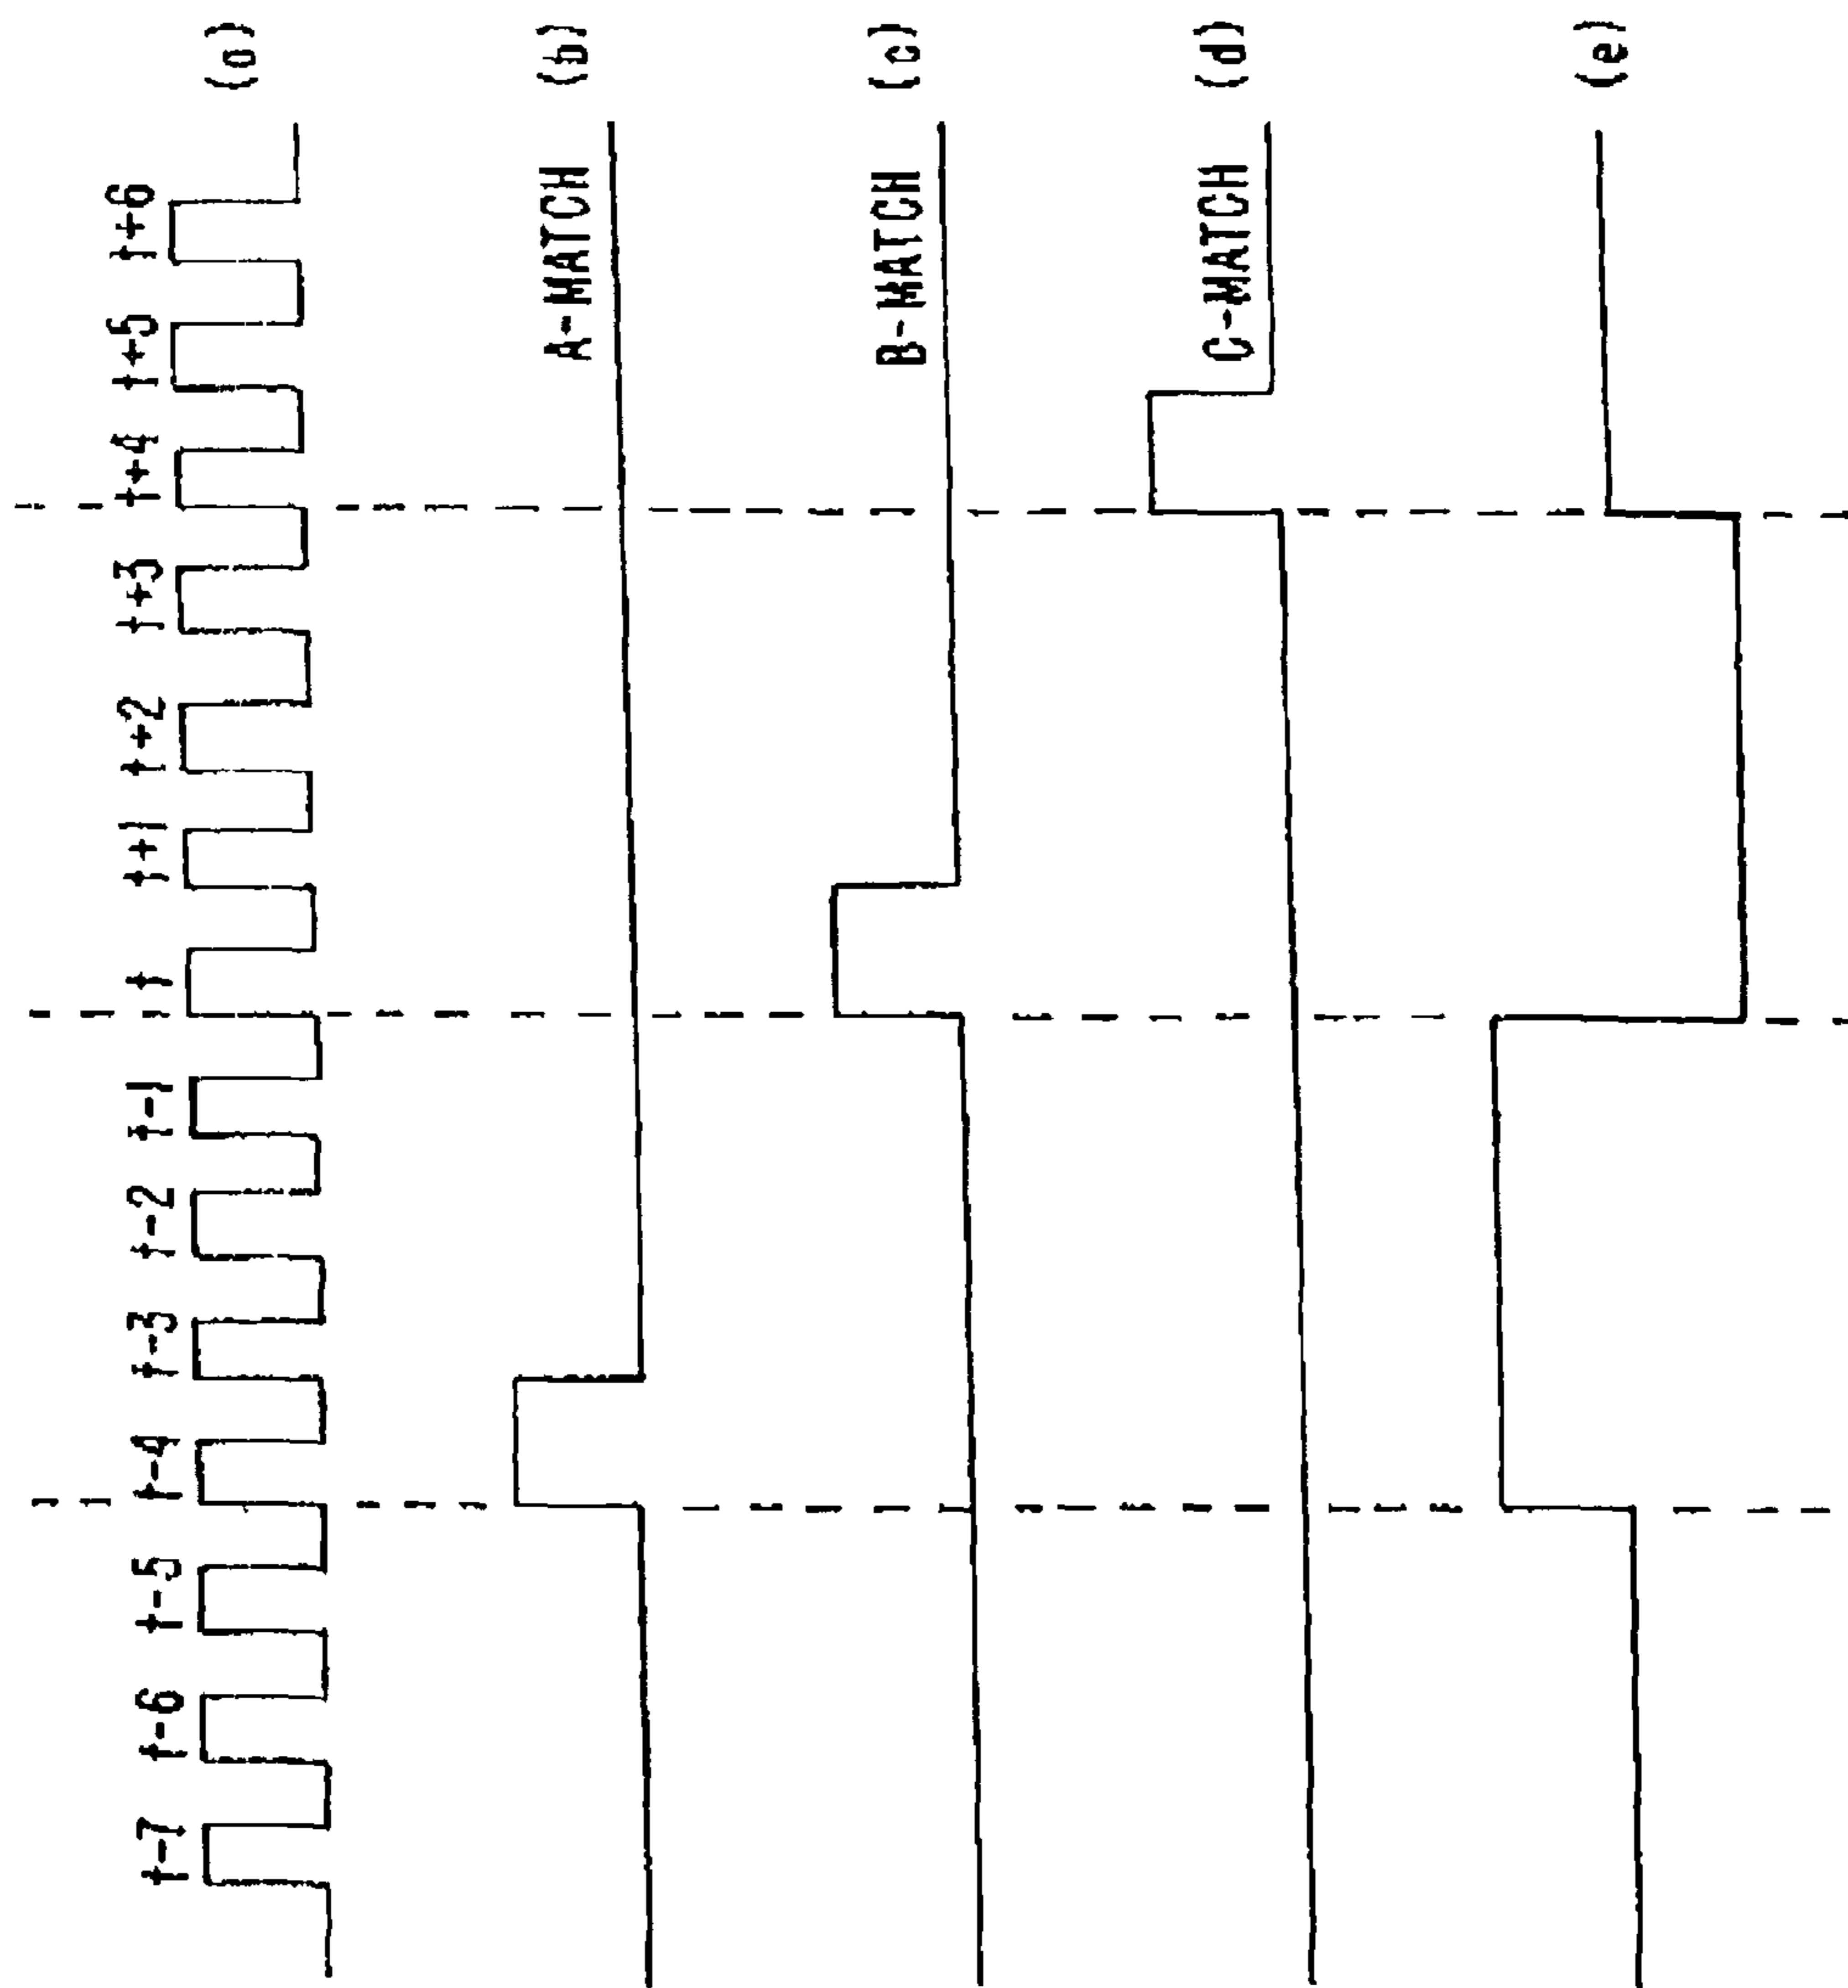 t-7 t-6 t-5 t-4 t-3 t-2 t-1 t t+1 t+2 t+3 t+4 t+5 t+6
(a)
A-MATCH (b)
B-MATCH (c)
C-MATCH (d)
(e)